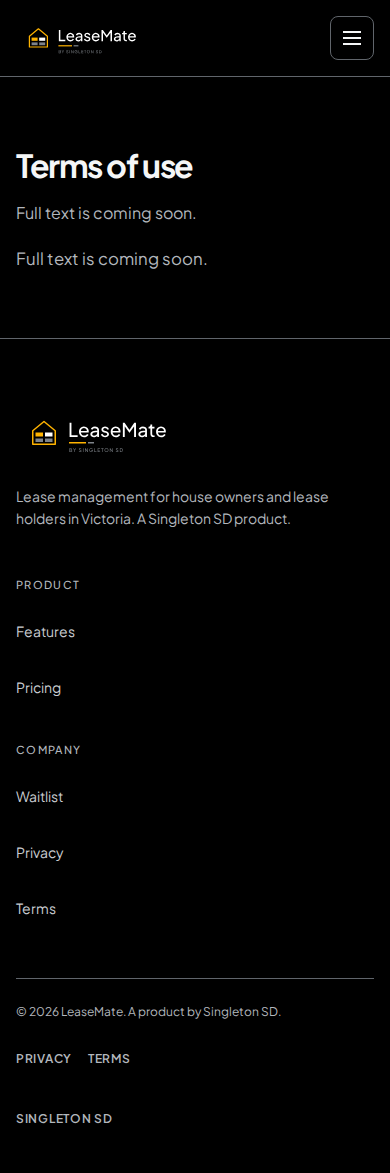 LeaseMate
BY SINGLETON SD
Terms of use
Full text is coming soon.
Full text is coming soon.
LeaseMate
BY SINGLETON SD
Lease management for house owners and lease
holders in Victoria. A Singleton SD product.
PRODUCT
Features
Pricing
COMPANY
Waitlist
Privacy
Terms
© 2026 LeaseMate. A product by Singleton SD.
PRIVACY TERMS
SINGLETON SD